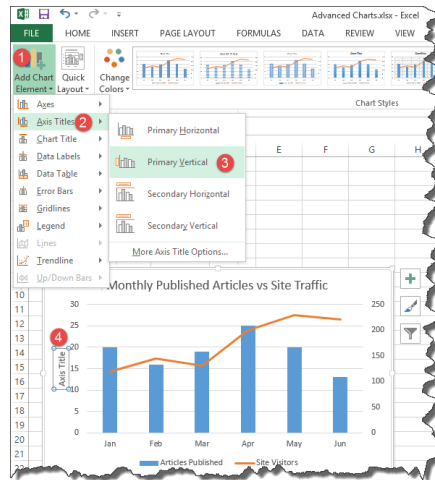 Advanced Charts.xlsx - Excel
FILE HOME INSERT PAGE LAYOUT FORMULAS DATA REVIEW VIEW
1
Add Chart Element Quick Layout Change Colors
Chart Styles
Axes
Axis Titles 2
Chart Title
Data Labels
Data Table
Error Bars
Gridlines
Legend
Lines
Trendline
Up/Down Bars
Primary Horizontal
Primary Vertical 3
Secondary Horizontal
Secondary Vertical
More Axis Title Options...
E F G H
10
11
12
13
14
15
16
17
18
19
20
21
Monthly Published Articles vs Site Traffic
4
Axis Title
30
25
20
15
10
5
0
250
200
150
100
50
0
Jan Feb Mar Apr May Jun
Articles Published Site Visitors